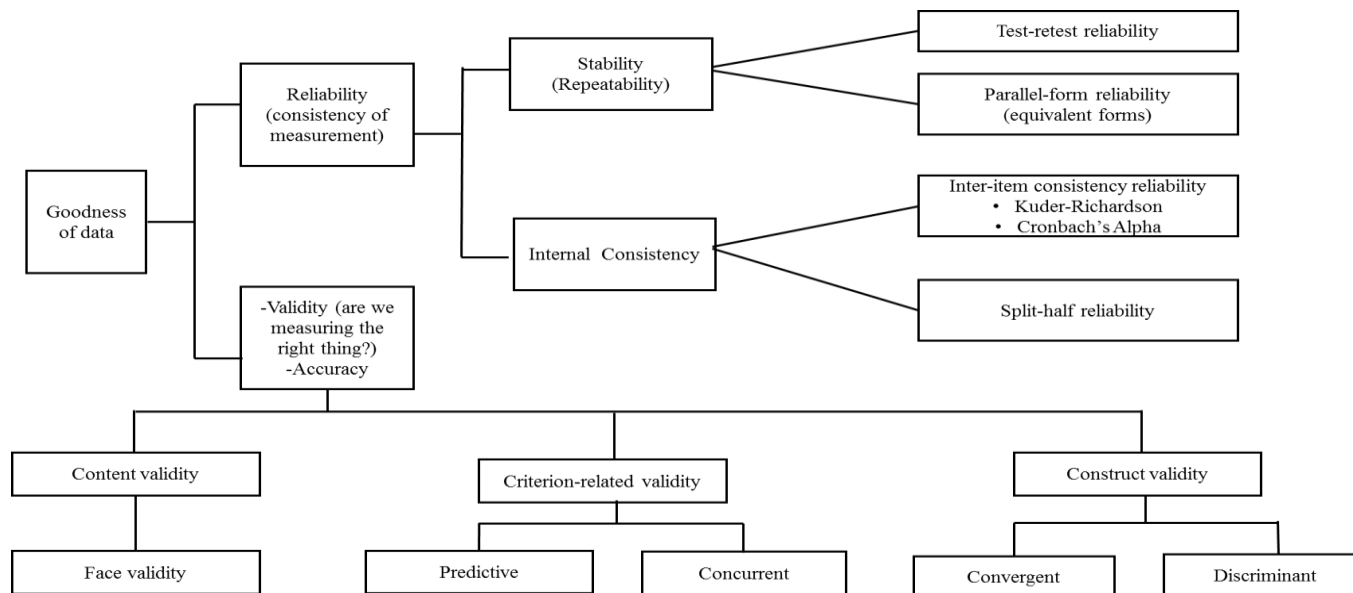 Goodness
of data
Reliability
(consistency of
measurement)
Stability
(Repeatability)
Test-retest reliability
Parallel-form reliability
(equivalent forms)
Internal Consistency
Inter-item consistency reliability
• Kuder-Richardson
• Cronbach's Alpha
Split-half reliability
-Validity (are we
measuring the
right thing?)
-Accuracy
Content validity
Face validity
Criterion-related validity
Predictive
Concurrent
Construct validity
Convergent
Discriminant